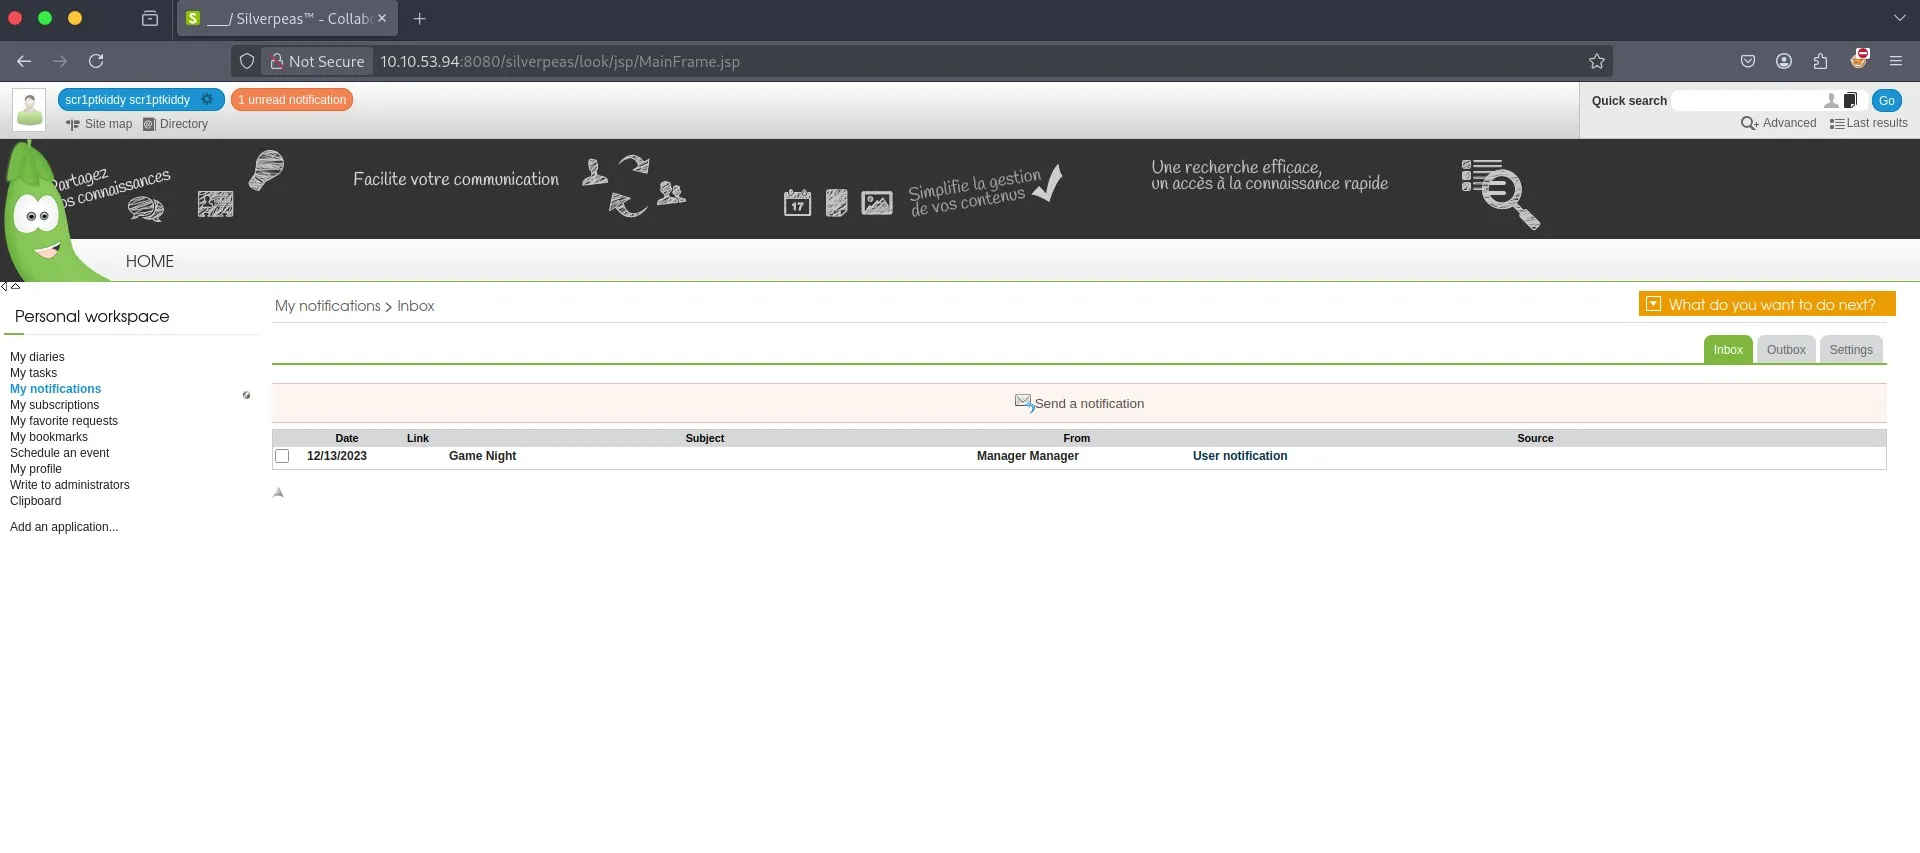 ___/ Silverpeas™ - Collabo
Not Secure
10.10.53.94:8080/silverpeas/look/jsp/MainFrame.jsp
scr1ptkiddy scr1ptkiddy
1 unread notification
Quick search
Go
Site map
Directory
Advanced
Last results
Partagez
vos connaissances
Facilite votre communication
17
Simplifie la gestion
de vos contenus
Une recherche efficace,
un accès à la connaissance rapide
HOME
Personal workspace
My notifications > Inbox
What do you want to do next?
Inbox Outbox Settings
My diaries
My tasks
My notifications
My subscriptions
My favorite requests
My bookmarks
Schedule an event
My profile
Write to administrators
Clipboard
Add an application...
Send a notification
Date Link Subject From Source
12/13/2023 Game Night Manager Manager User notification